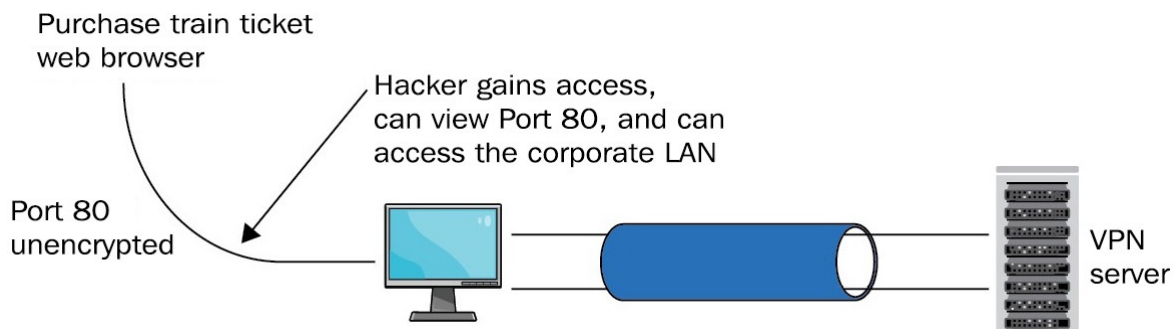 Purchase train ticket
web browser
Hacker gains access,
can view Port 80, and can
access the corporate LAN
Port 80
unencrypted
VPN
server